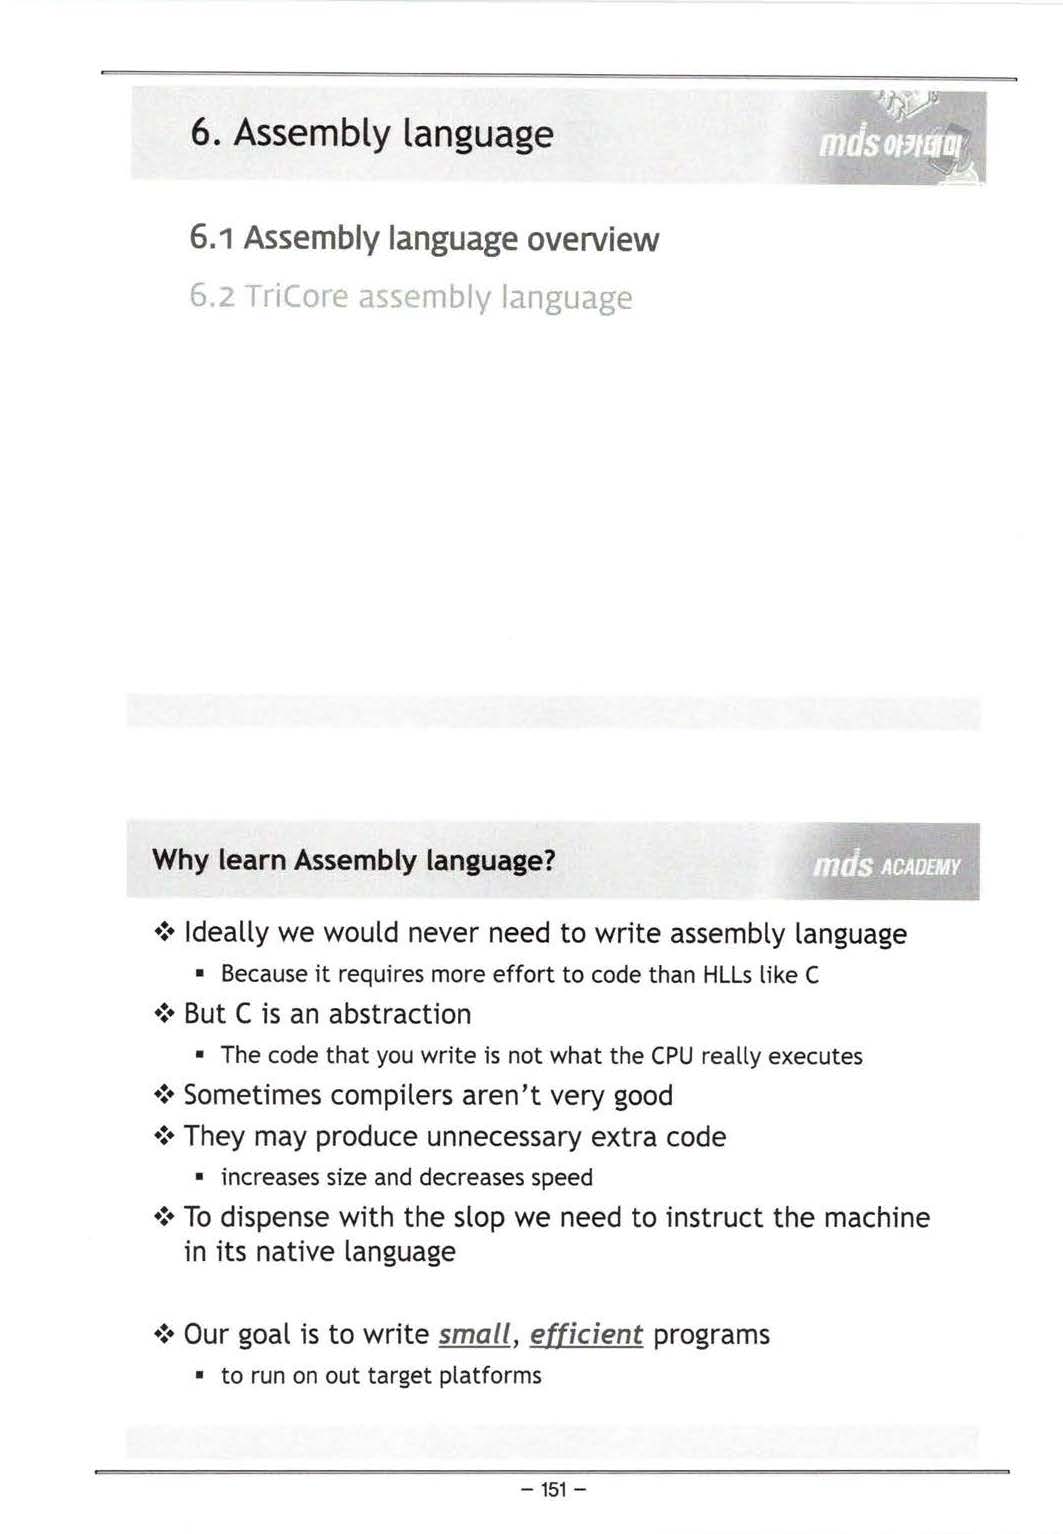 6. Assembly language
mds 아카데미
6.1 Assembly language overview
6.2 TriCore assembly language
Why learn Assembly language?
mds ACADEMY
❖ Ideally we would never need to write assembly language
▪ Because it requires more effort to code than HLLs like C
❖ But C is an abstraction
▪ The code that you write is not what the CPU really executes
❖ Sometimes compilers aren't very good
❖ They may produce unnecessary extra code
▪ increases size and decreases speed
❖ To dispense with the slop we need to instruct the machine
in its native language
❖ Our goal is to write small, efficient programs
▪ to run on out target platforms
– 151 –